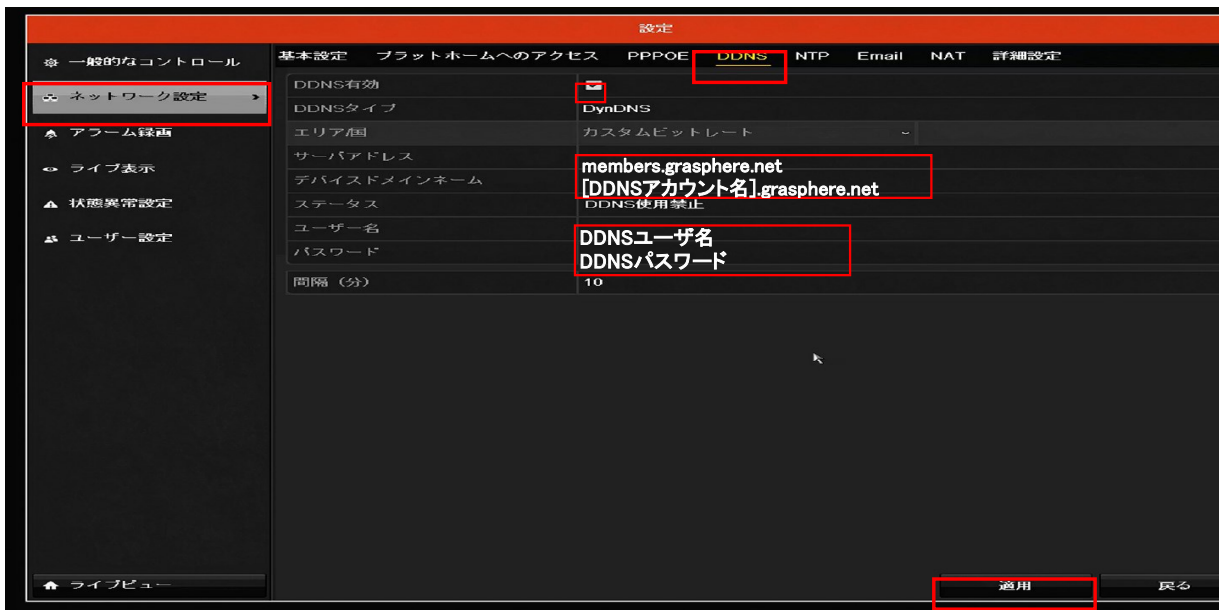 設定
一般的なコントロール
ネットワーク設定 >
アラーム録画
ライブ表示
状態異常設定
ユーザー設定
ライブビュー
基本設定 プラットホームへのアクセス PPPOE DDNS NTP Email NAT 詳細設定
DDNS有効
DDNSタイプ DynDNS
エリア/国 カスタムビットレート
サーバアドレス members.grasphere.net
デバイスドメインネーム [DDNSアカウント名].grasphere.net
ステータス DDNS使用禁止
ユーザー名 DDNSユーザ名
パスワード DDNSパスワード
間隔（分） 10
適用 戻る